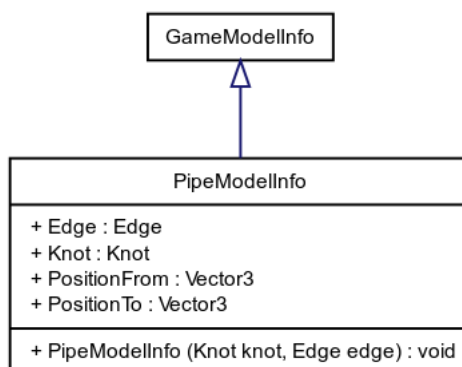 GameModelInfo
PipeModelInfo
+ Edge : Edge
+ Knot : Knot
+ PositionFrom : Vector3
+ PositionTo : Vector3
+ PipeModelInfo (Knot knot, Edge edge) : void